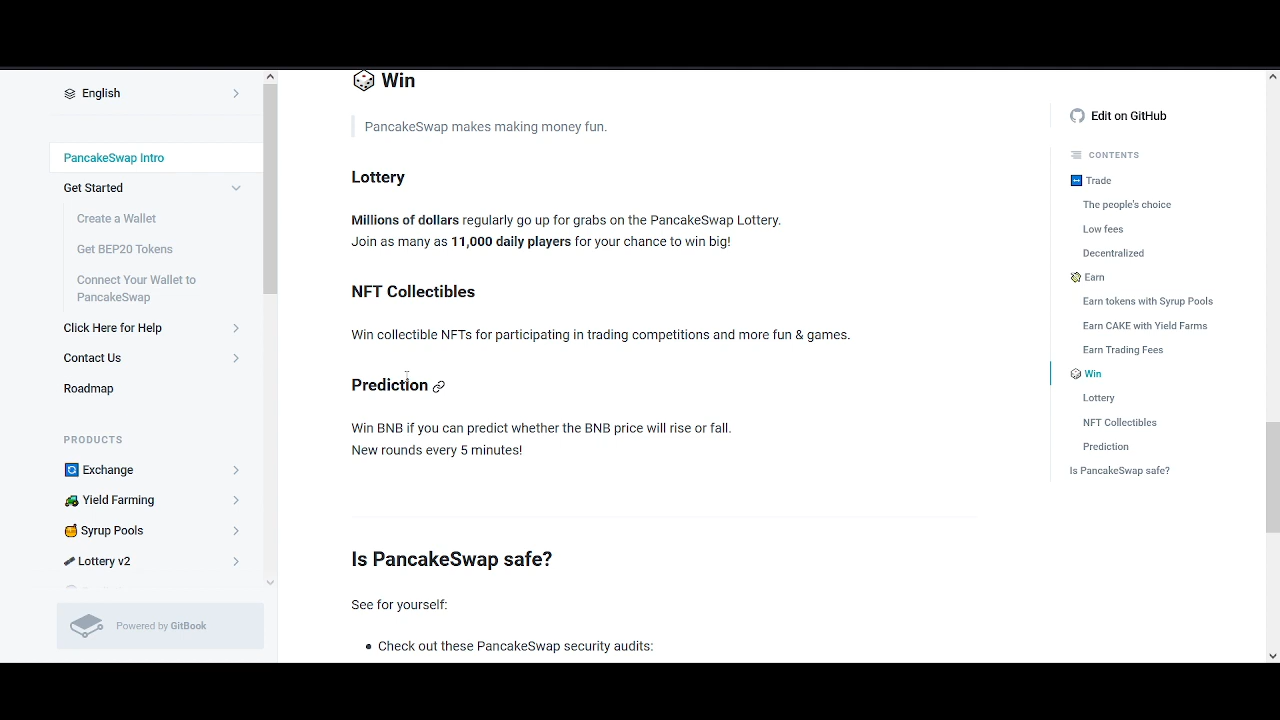 English
PancakeSwap Intro
Get Started
Create a Wallet
Get BEP20 Tokens
Connect Your Wallet to
PancakeSwap
Click Here for Help
Contact Us
Roadmap
PRODUCTS
Exchange
Yield Farming
Syrup Pools
Lottery v2
Powered by GitBook
Win
PancakeSwap makes making money fun.
Lottery
Millions of dollars regularly go up for grabs on the PancakeSwap Lottery.
Join as many as 11,000 daily players for your chance to win big!
NFT Collectibles
Win collectible NFTs for participating in trading competitions and more fun & games.
Prediction
Win BNB if you can predict whether the BNB price will rise or fall.
New rounds every 5 minutes!
Is PancakeSwap safe?
See for yourself:
• Check out these PancakeSwap security audits:
Edit on GitHub
CONTENTS
Trade
The people's choice
Low fees
Decentralized
Earn
Earn tokens with Syrup Pools
Earn CAKE with Yield Farms
Earn Trading Fees
Win
Lottery
NFT Collectibles
Prediction
Is PancakeSwap safe?